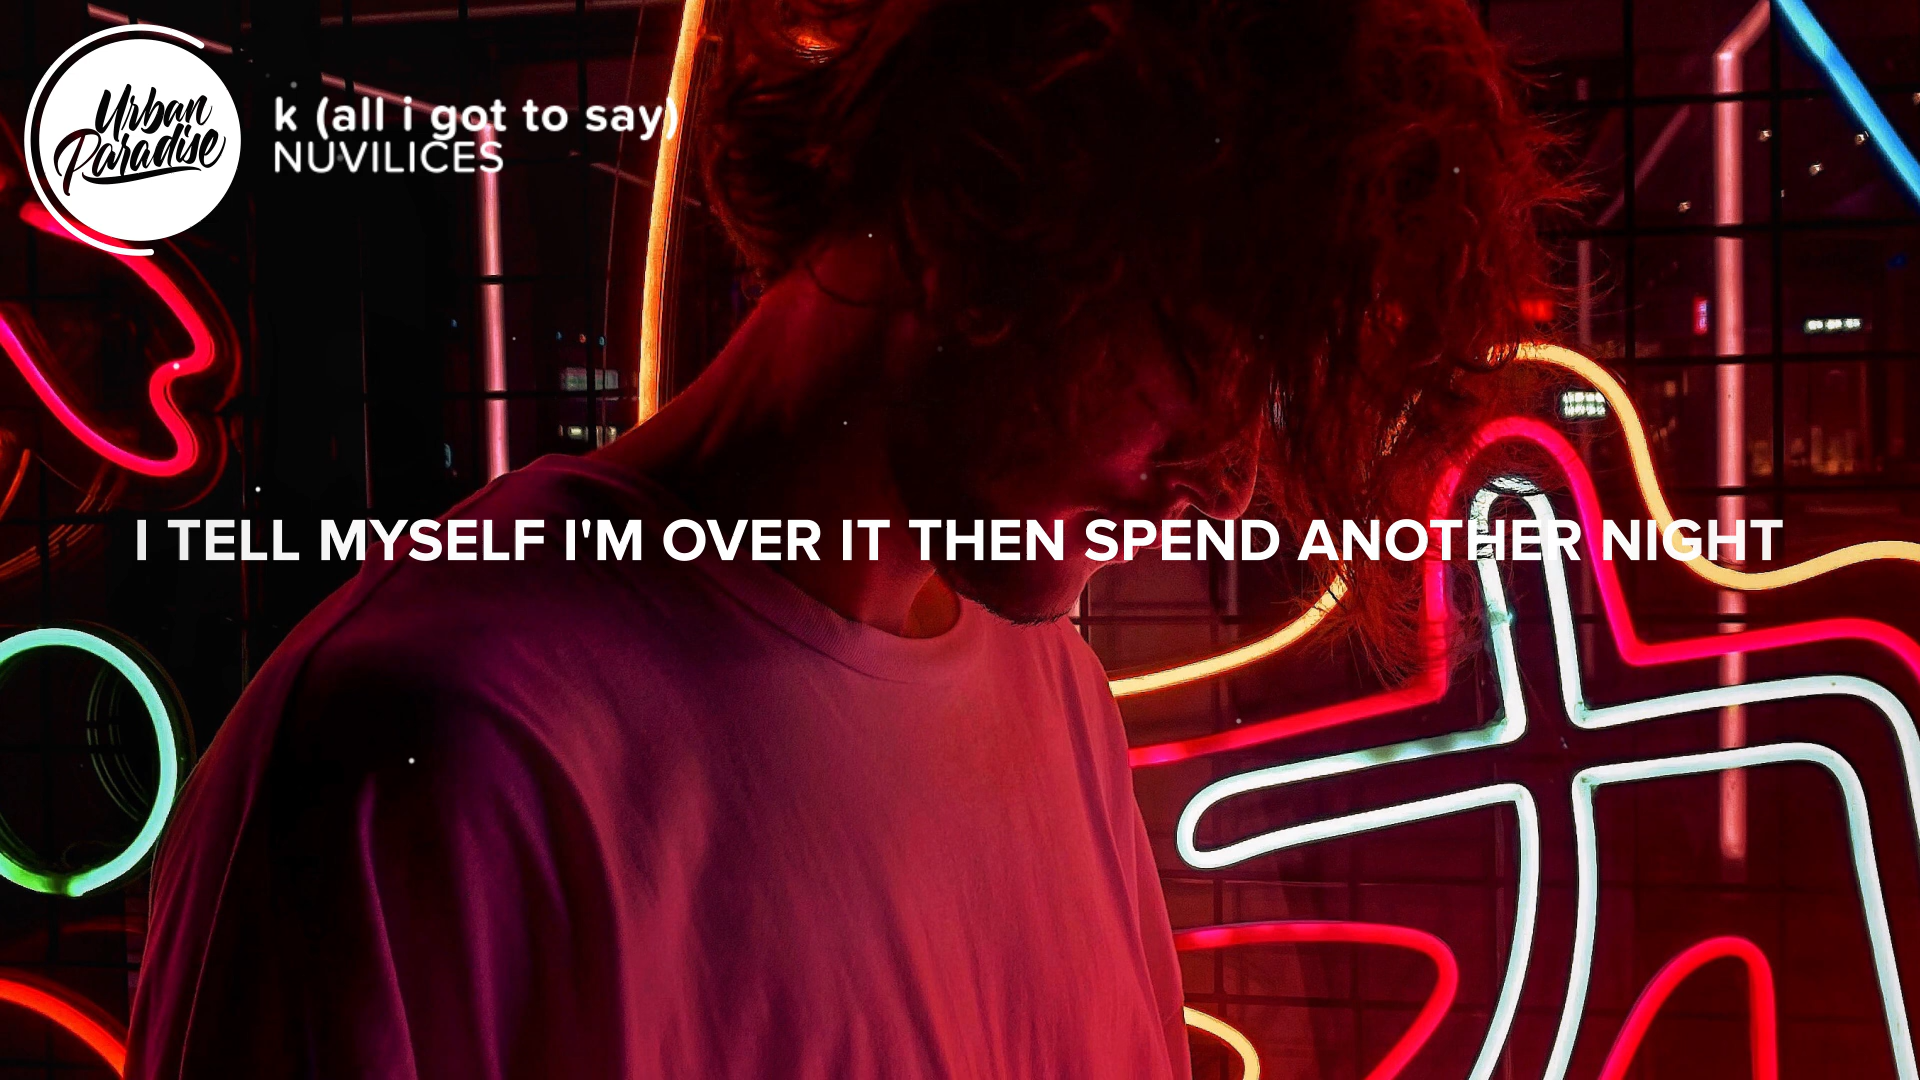 Urban
Paradise
k (all i got to say)
NUVILICES
I TELL MYSELF I'M OVER IT THEN SPEND ANOTHER NIGHT